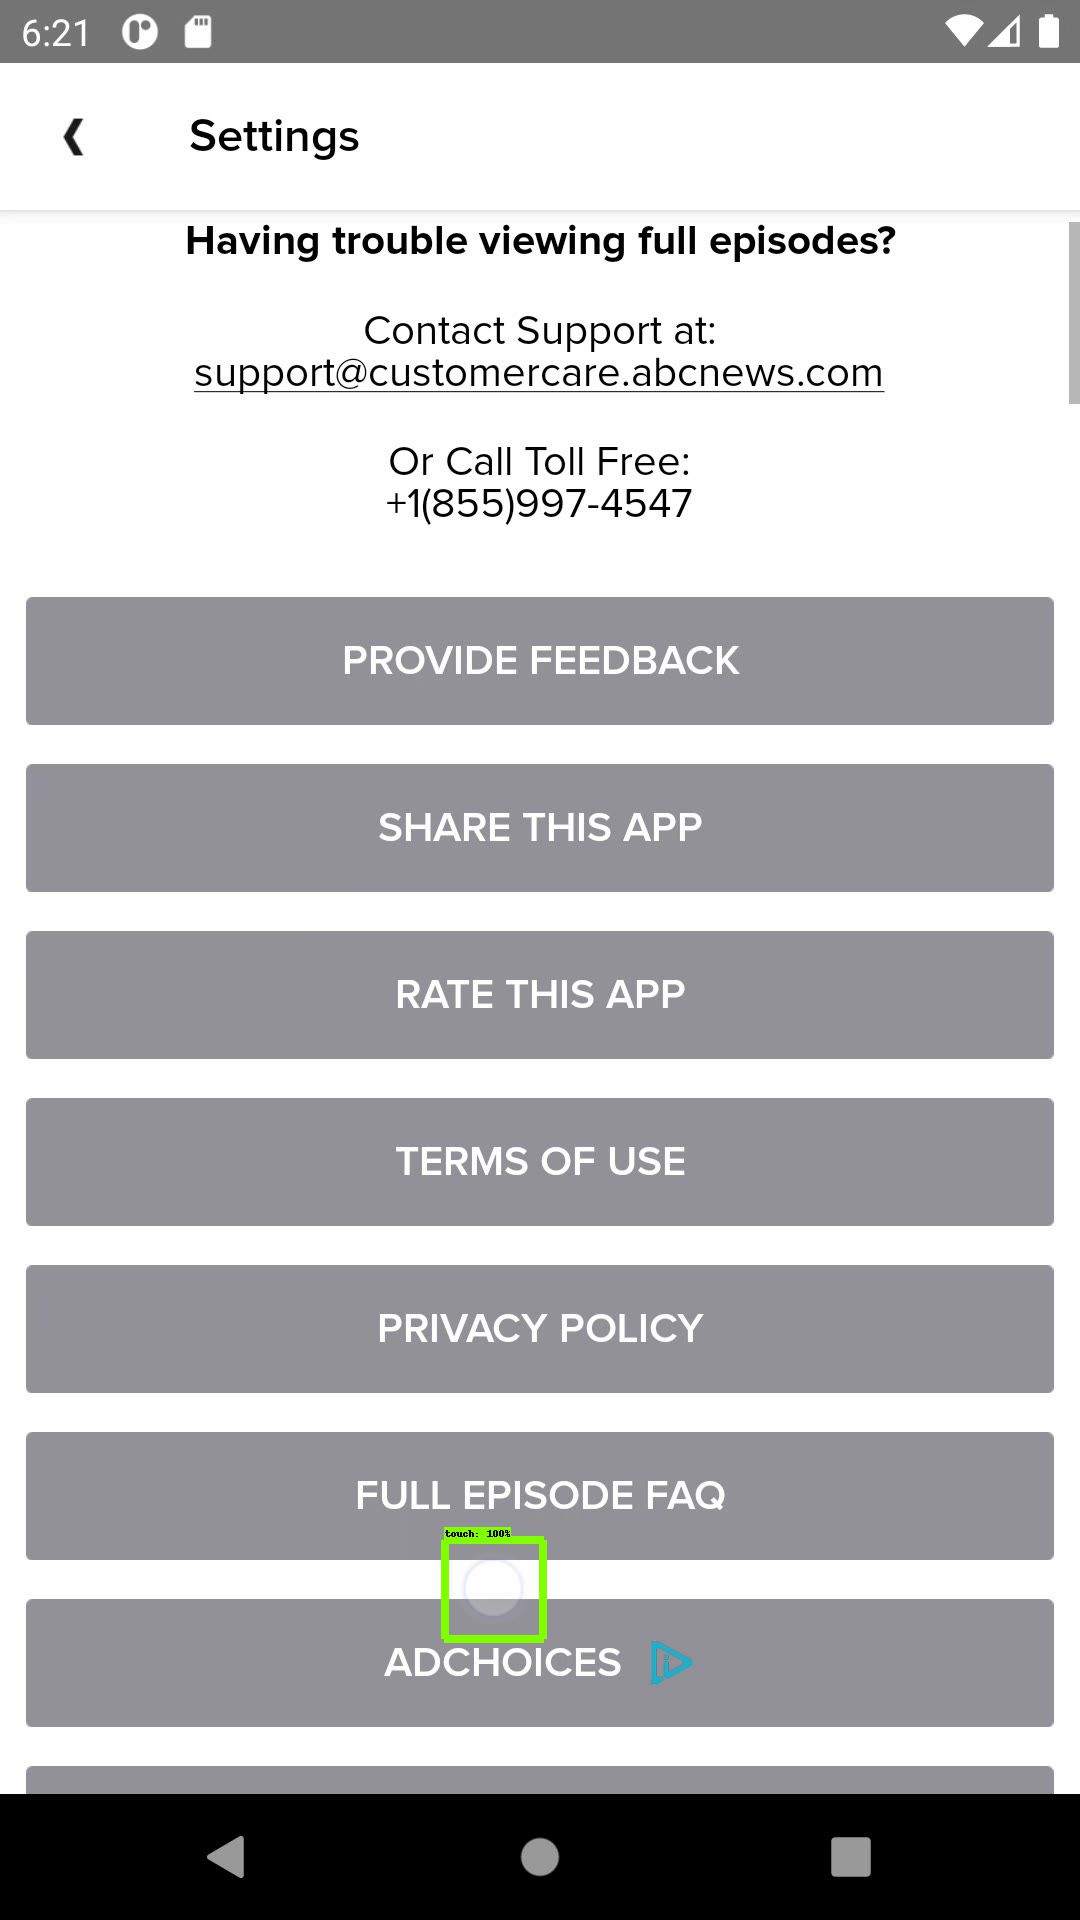 6:21
Settings
Having trouble viewing full episodes?
Contact Support at:
support@customercare.abcnews.com
Or Call Toll Free:
+1(855)997-4547
PROVIDE FEEDBACK
SHARE THIS APP
RATE THIS APP
TERMS OF USE
PRIVACY POLICY
FULL EPISODE FAQ
touch: 100%
ADCHOICES